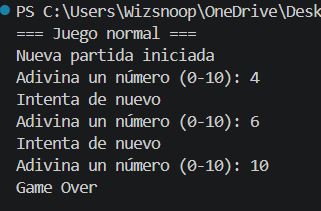 PS C:\Users\Wizsnoop\OneDrive\Desk
=== Juego normal ===
Nueva partida iniciada
Adivina un número (0-10): 4
Intenta de nuevo
Adivina un número (0-10): 6
Intenta de nuevo
Adivina un número (0-10): 10
Game Over